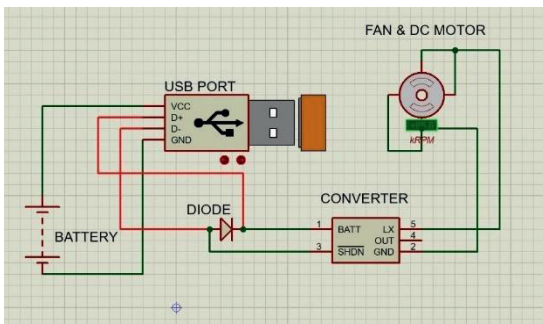 FAN & DC MOTOR
USB PORT
VCC
D+
D-
GND
kRPM
CONVERTER
DIODE
BATTERY
1 BATT LX 5
OUT 4
3 SHDN GND 2